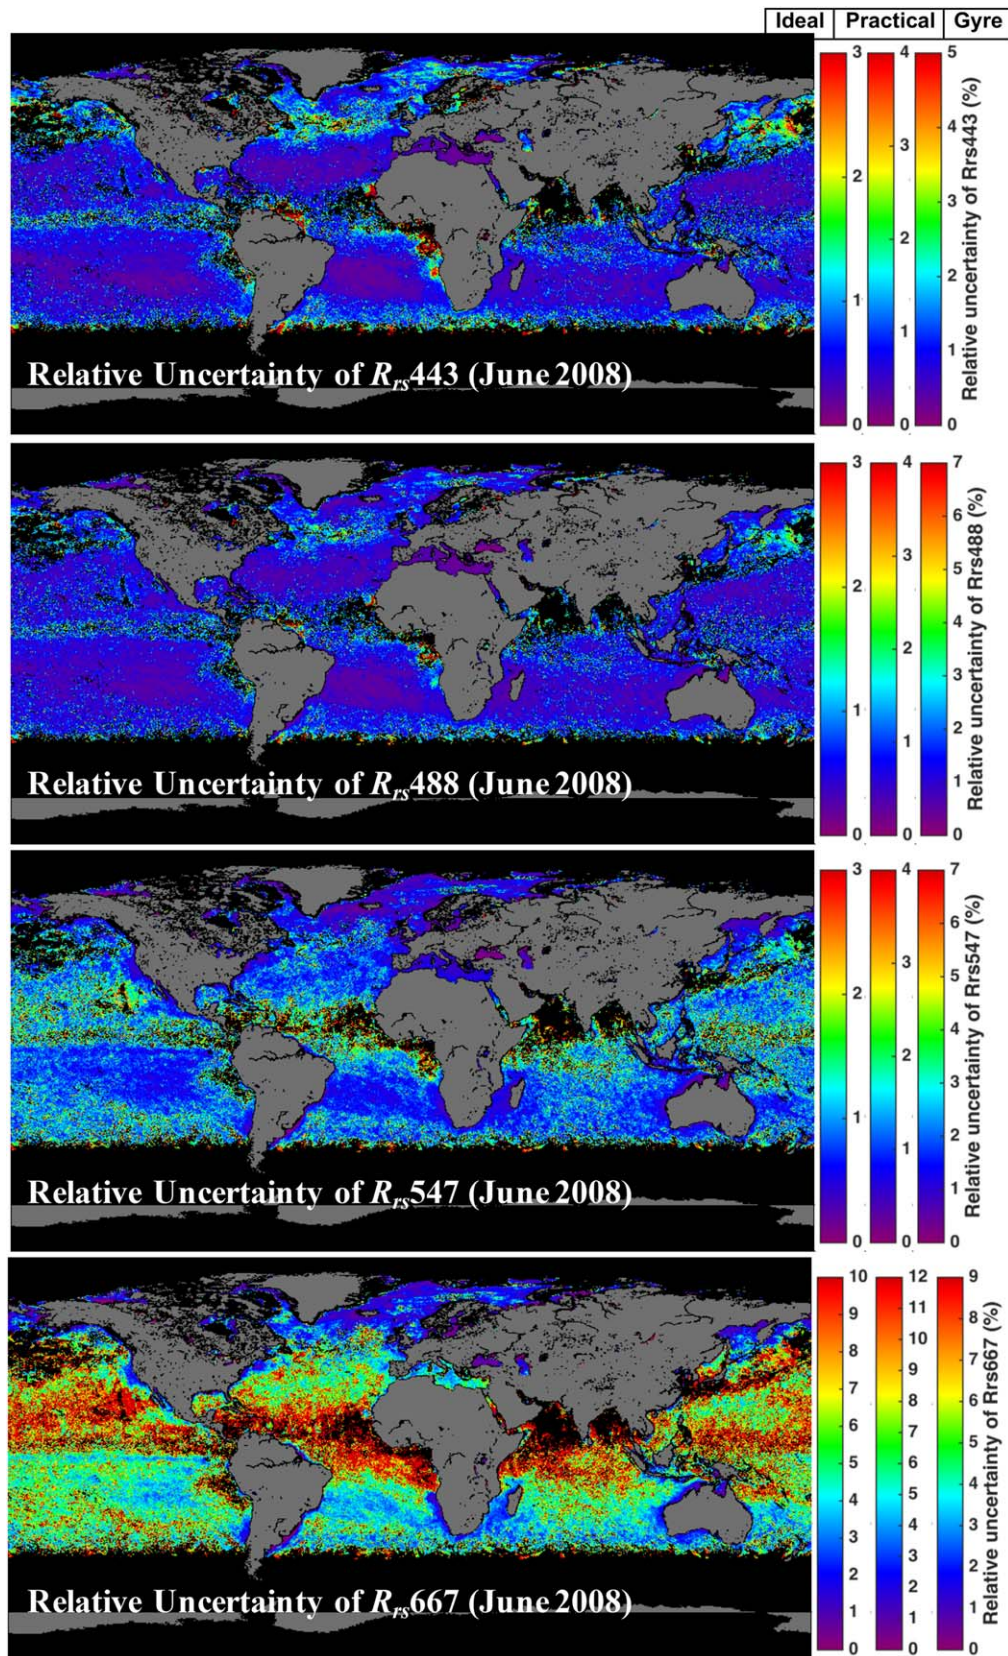 Ideal Practical Gyre
3 4 5
4
2 3
3
2
2
1
1
1
0 0 0
Relative uncertainty of Rrs443 (%)
Relative Uncertainty of Rrs443 (June 2008)
3 4 7
6
3
2 5
4
2
3
1
2
1
1
0 0 0
Relative uncertainty of Rrs488 (%)
Relative Uncertainty of Rrs488 (June 2008)
3 4 7
6
3
2 5
4
2
3
1
2
1
1
0 0 0
Relative uncertainty of Rrs547 (%)
Relative Uncertainty of Rrs547 (June 2008)
10 12 9
11
9 8
10
8 7
9
7 8 6
6 7
5
5 6
4
4 5
3 4 3
3
2 2
2
1 1
1
0 0 0
Relative uncertainty of Rrs667 (%)
Relative Uncertainty of Rrs667 (June 2008)